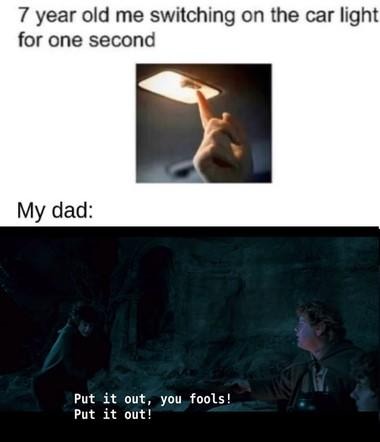 7 year old me switching on the car light
for one second
My dad:
Put it out, you fools!
Put it out!